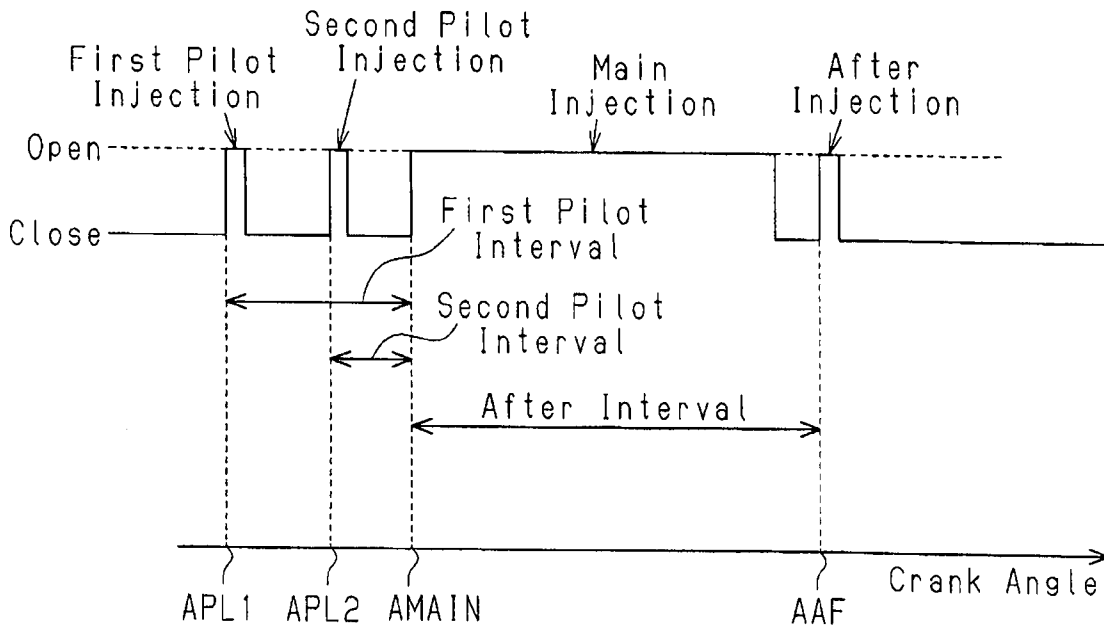 Second Pilot
Injection
First Pilot
Injection
Main
Injection
After
Injection
Open
Close
First Pilot
Interval
Second Pilot
Interval
After Interval
Crank Angle
APL1
APL2
AMAIN
AAF